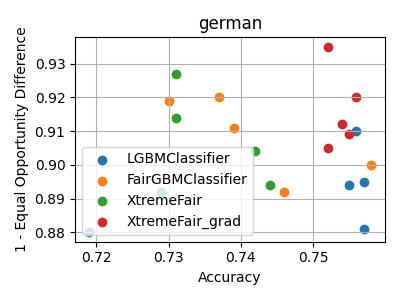 german
1 - Equal Opportunity Difference
0.93
0.92
0.91
0.90
0.89
0.88
LGBMClassifier
FairGBMClassifier
XtremeFair
XtremeFair_grad
0.72 0.73 0.74 0.75
Accuracy